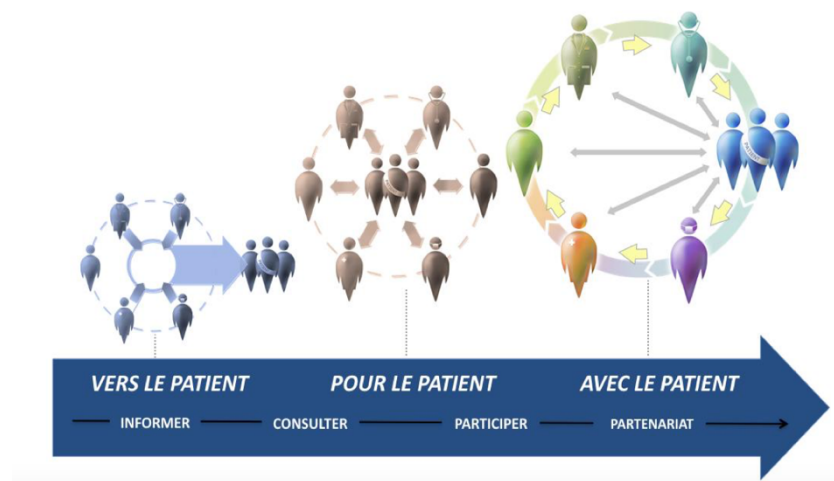 VERS LE PATIENT
POUR LE PATIENT
AVEC LE PATIENT
INFORMER
CONSULTER
PARTICIPER
PARTENARIAT